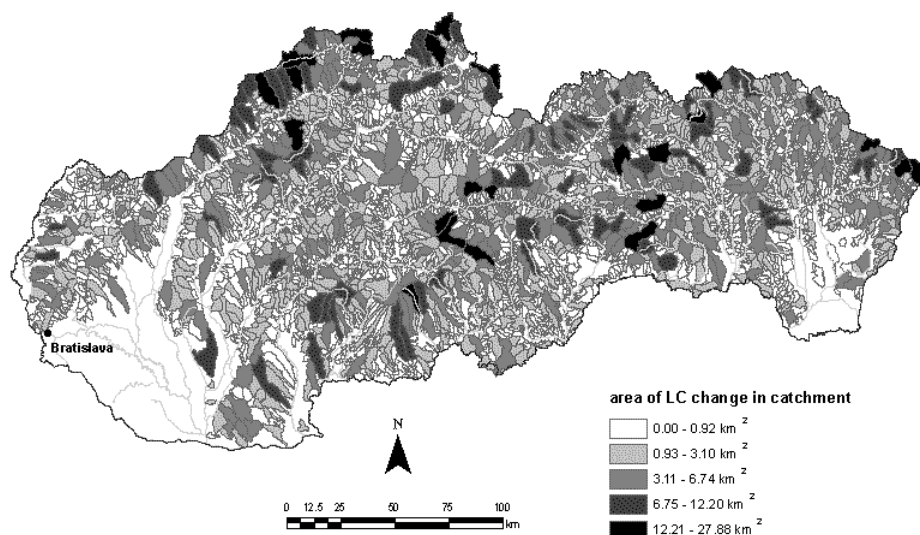 Bratislava
area of LC change in catchment
0.00 - 0.92 km 2
0.93 - 3.10 km 2
3.11 - 6.74 km 2
6.75 - 12.20 km 2
12.21 - 27.88 km 2
N
0 12.5 25 50 75 100
km